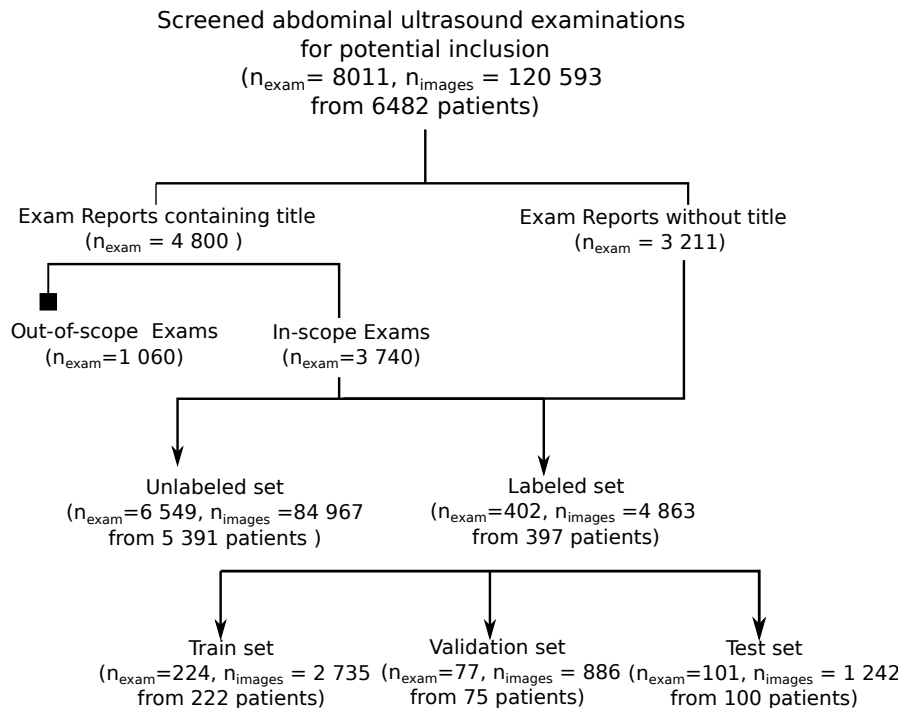 Screened abdominal ultrasound examinations
for potential inclusion
(nexam= 8011, nimages = 120 593
from 6482 patients)
Exam Reports containing title
(nexam = 4 800 )
Exam Reports without title
(nexam = 3 211)
Out-of-scope Exams
(nexam=1 060)
In-scope Exams
(nexam=3 740)
Unlabeled set
(nexam=6 549, nimages =84 967
from 5 391 patients )
Labeled set
(nexam=402, nimages =4 863
from 397 patients)
Train set
(nexam=224, nimages = 2 735
from 222 patients)
Validation set
(nexam=77, nimages = 886
from 75 patients)
Test set
(nexam=101, nimages = 1 242
from 100 patients)